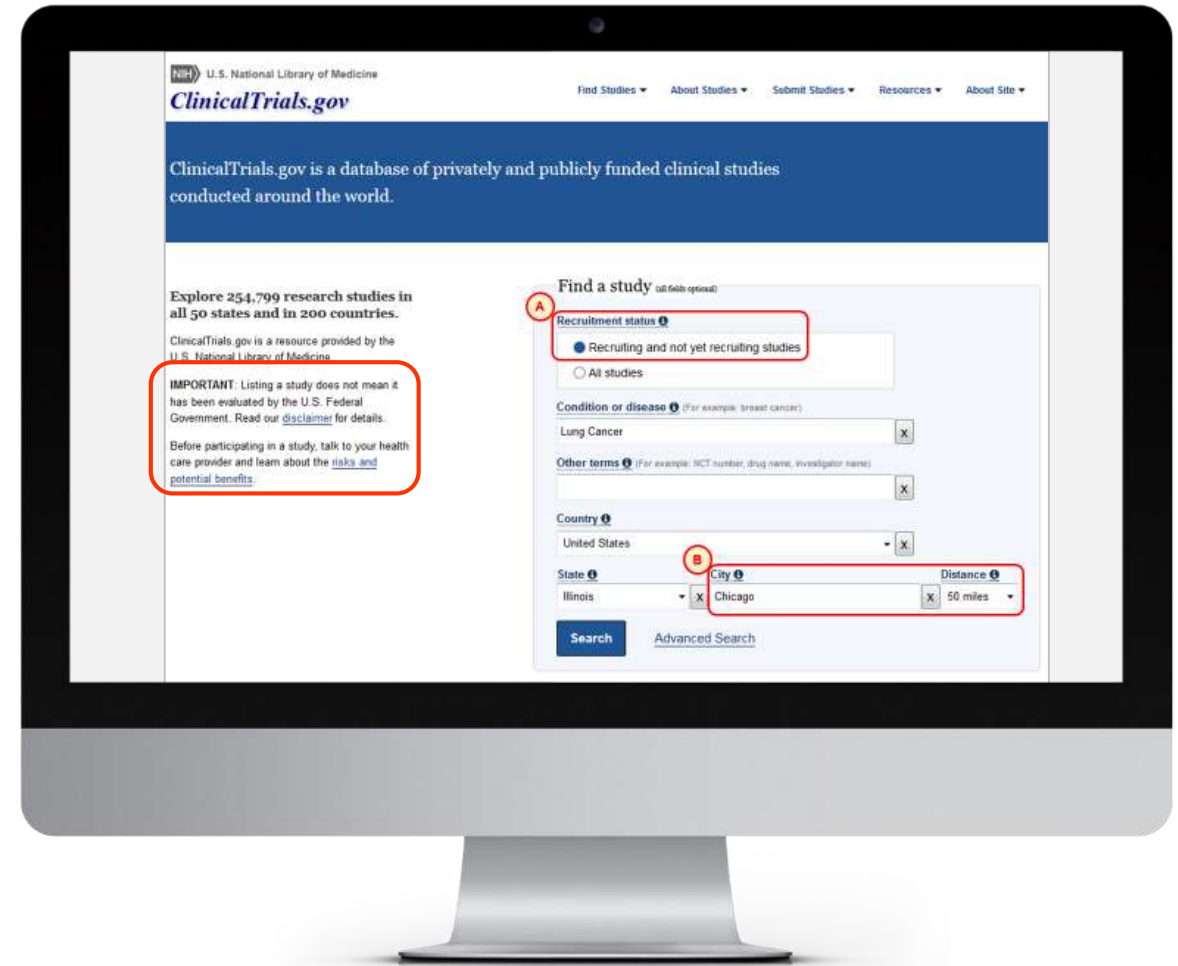 NIH U.S. National Library of Medicine
ClinicalTrials.gov
Find Studies About Studies Submit Studies Resources About Site
ClinicalTrials.gov is a database of privately and publicly funded clinical studies
conducted around the world.
Explore 254,799 research studies in
all 50 states and in 200 countries.
ClinicalTrials.gov is a resource provided by the
U.S. National Library of Medicine.
IMPORTANT: Listing a study does not mean it
has been evaluated by the U.S. Federal
Government. Read our disclaimer for details.
Before participating in a study, talk to your health
care provider and learn about the risks and
potential benefits.
Find a study (all fields optional)
A
Recruitment status
Recruiting and not yet recruiting studies
All studies
Condition or disease (For example: breast cancer)
Lung Cancer x
Other terms (For example: NCT number, drug name, investigator name)
x
Country
United States x
B
State City Distance
Illinois x Chicago x 50 miles
Search Advanced Search